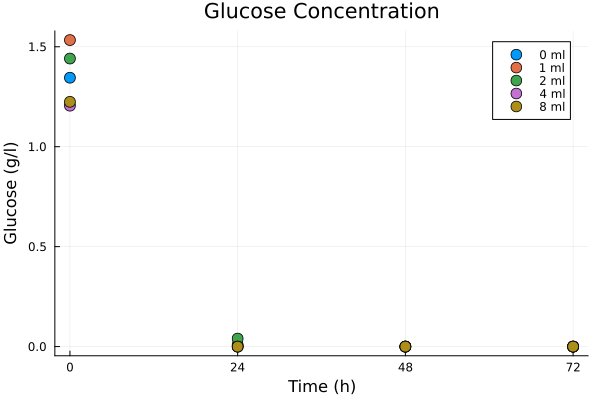 Glucose Concentration
Glucose (g/l)
1.5
1.0
0.5
0.0
0 ml
1 ml
2 ml
4 ml
8 ml
0
24
48
72
Time (h)